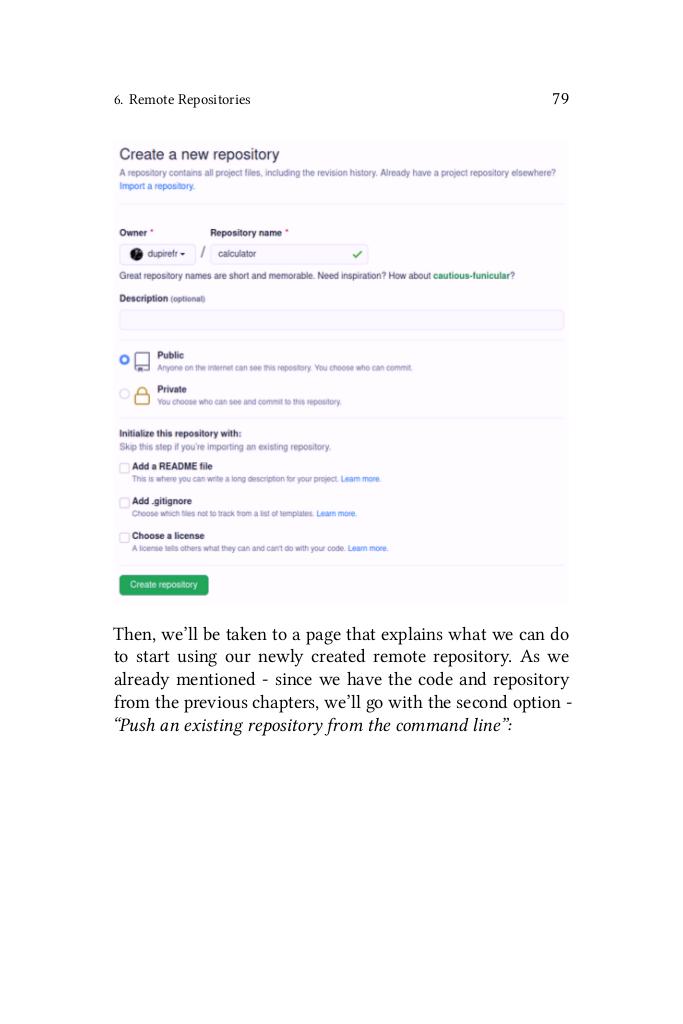 6. Remote Repositories 79
Create a new repository
A repository contains all project files, including the revision history. Already have a project repository elsewhere?
Import a repository.
Owner * Repository name *
dupirefr / calculator
Great repository names are short and memorable. Need inspiration? How about cautious-funicular?
Description (optional)
Public
Anyone on the internet can see this repository. You choose who can commit.
Private
You choose who can see and commit to this repository.
Initialize this repository with:
Skip this step if you're importing an existing repository.
Add a README file
This is where you can write a long description for your project. Learn more.
Add .gitignore
Choose which files not to track from a list of templates. Learn more.
Choose a license
A license tells others what they can and can't do with your code. Learn more.
Create repository
Then, we’ll be taken to a page that explains what we can do
to start using our newly created remote repository. As we
already mentioned - since we have the code and repository
from the previous chapters, we’ll go with the second option -
“Push an existing repository from the command line”: